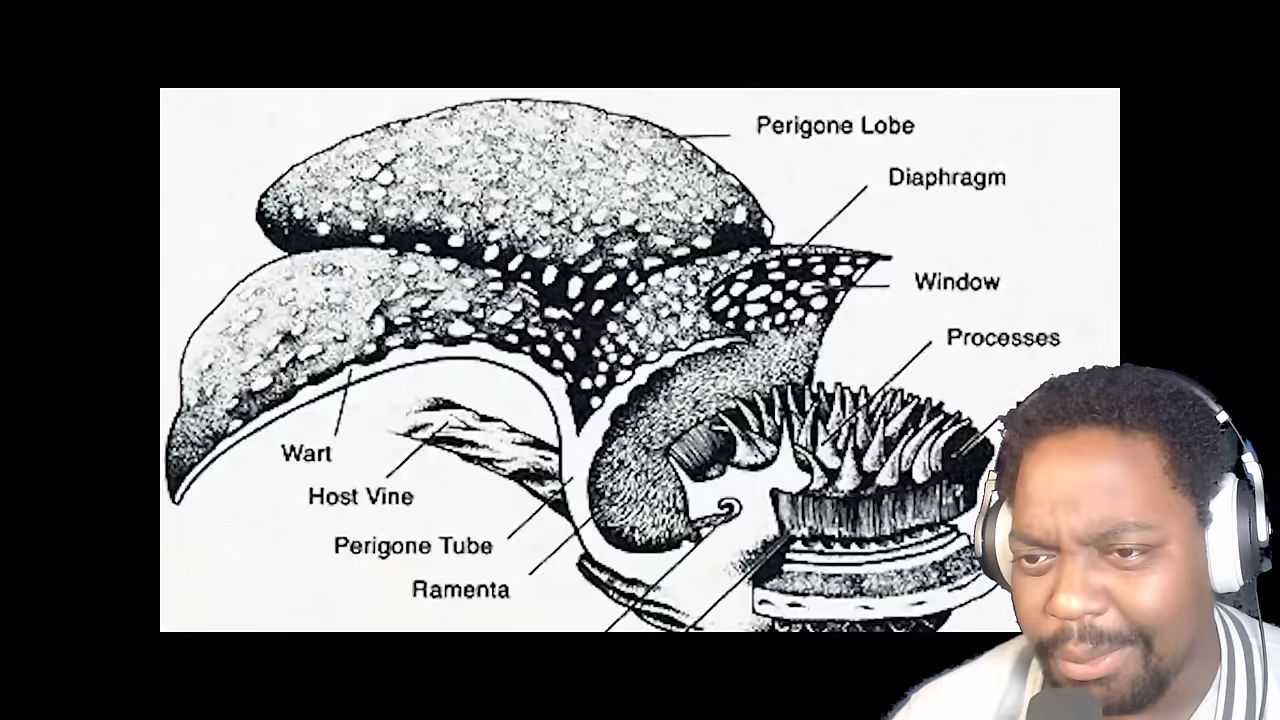 Perigone Lobe
Diaphragm
Window
Processes
Wart
Host Vine
Perigone Tube
Ramenta